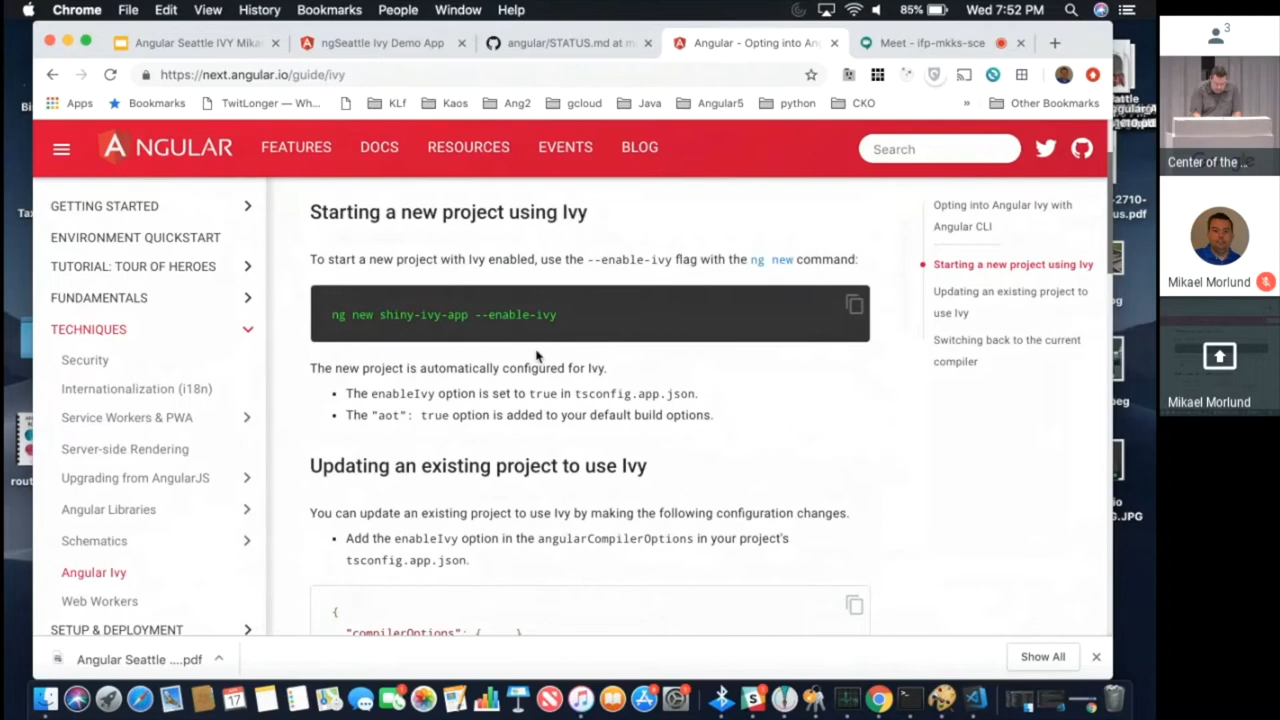 Chrome File Edit View History Bookmarks People Window Help 85% Wed 7:52 PM
Angular Seattle IVY Mika
ngSeattle Ivy Demo App
angular/STATUS.md at m
Angular - Opting into An
Meet - ifp-mkks-sce
https://next.angular.io/guide/ivy
Apps Bookmarks TwitLonger — Wh... KLf Kaos Ang2 gcloud Java Angular5 python CKO » Other Bookmarks
ANGULAR FEATURES DOCS RESOURCES EVENTS BLOG Search
GETTING STARTED
ENVIRONMENT QUICKSTART
TUTORIAL: TOUR OF HEROES
FUNDAMENTALS
TECHNIQUES
Security
Internationalization (i18n)
Service Workers & PWA
Server-side Rendering
Upgrading from AngularJS
Angular Libraries
Schematics
Angular Ivy
Web Workers
SETUP & DEPLOYMENT
Starting a new project using Ivy
To start a new project with Ivy enabled, use the --enable-ivy flag with the ng new command:
ng new shiny-ivy-app --enable-ivy
The new project is automatically configured for Ivy.
• The enableIvy option is set to true in tsconfig.app.json.
• The "aot": true option is added to your default build options.
Updating an existing project to use Ivy
You can update an existing project to use Ivy by making the following configuration changes.
• Add the enableIvy option in the angularCompilerOptions in your project's
tsconfig.app.json.
{
"compilerOptions": { }
Opting into Angular Ivy with
Angular CLI
Starting a new project using Ivy
Updating an existing project to
use Ivy
Switching back to the current
compiler
Angular Seattle ....pdf
Show All
17
3
Center of the ...
Mikael Morlund
Mikael Morlund
-2710-
us.pdf